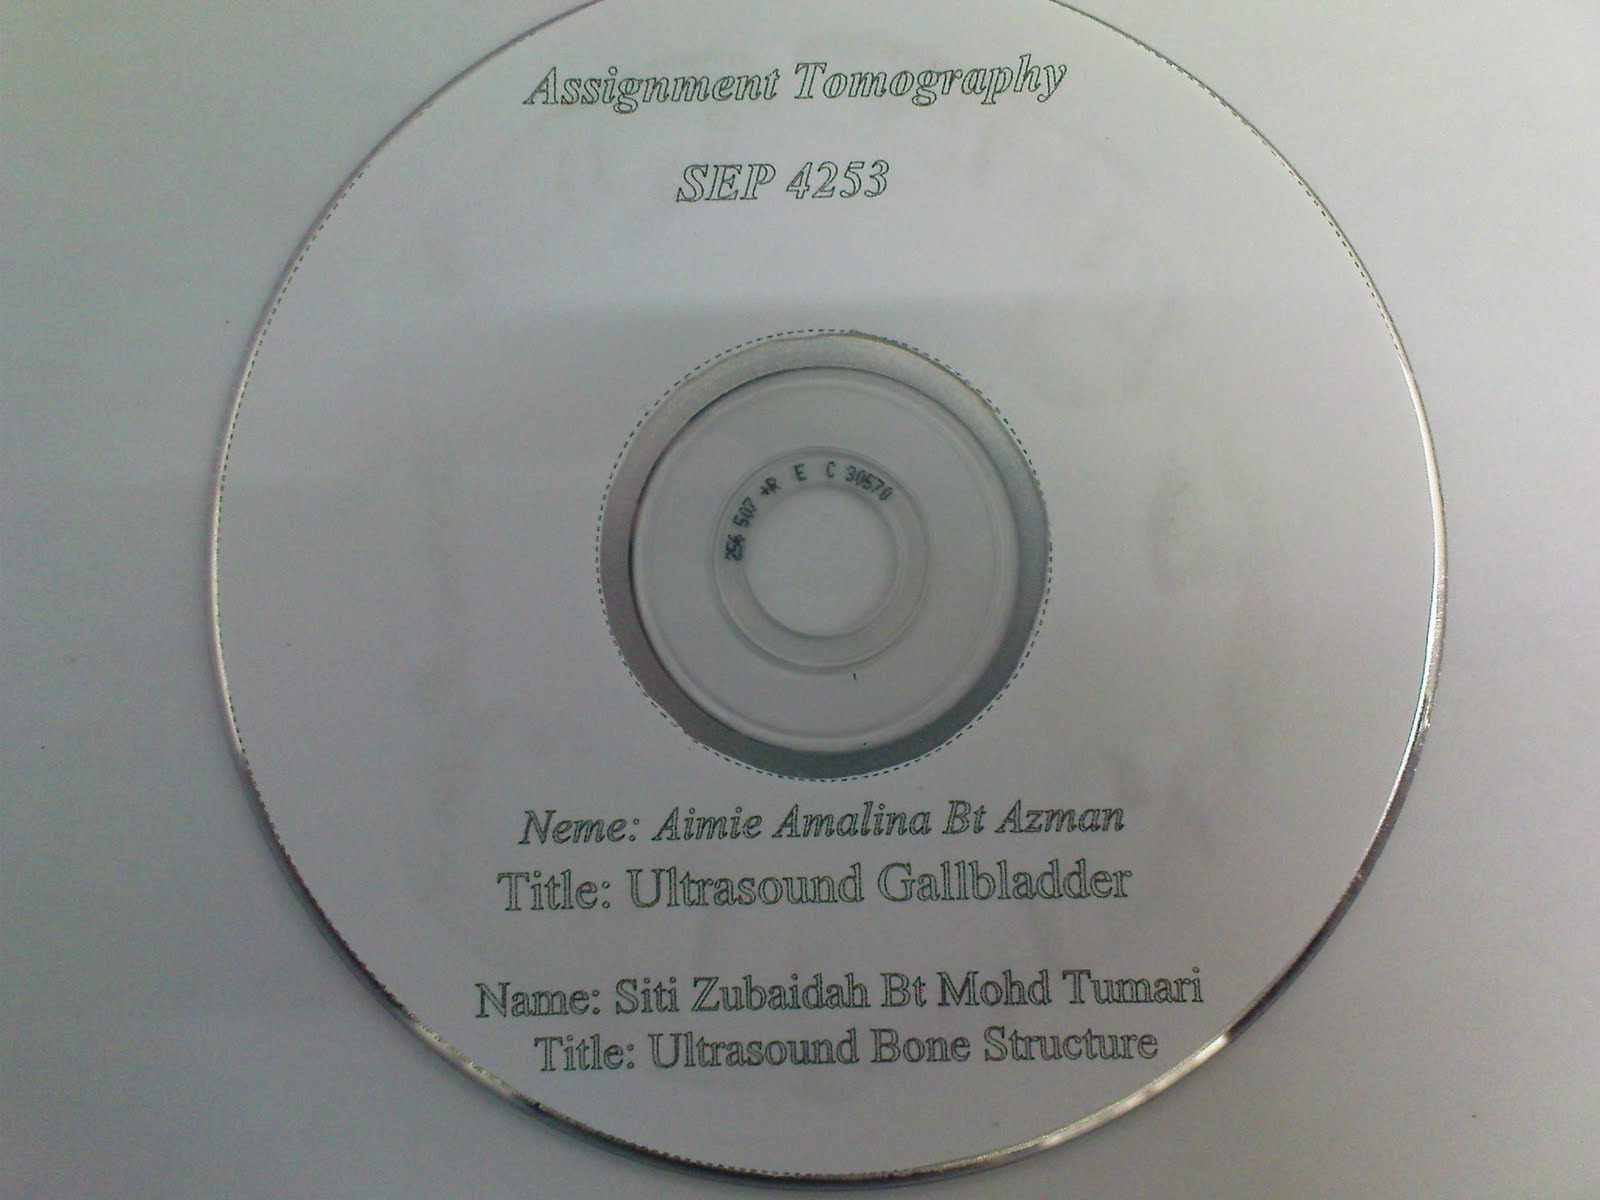 Assignment Tomography
SEP 4253
256 507 +R E C 30570
Neme: Aimie Amalina Bt Azman
Title: Ultrasound Gallbladder
Name: Siti Zubaidah Bt Mohd Tumari
Title: Ultrasound Bone Structure